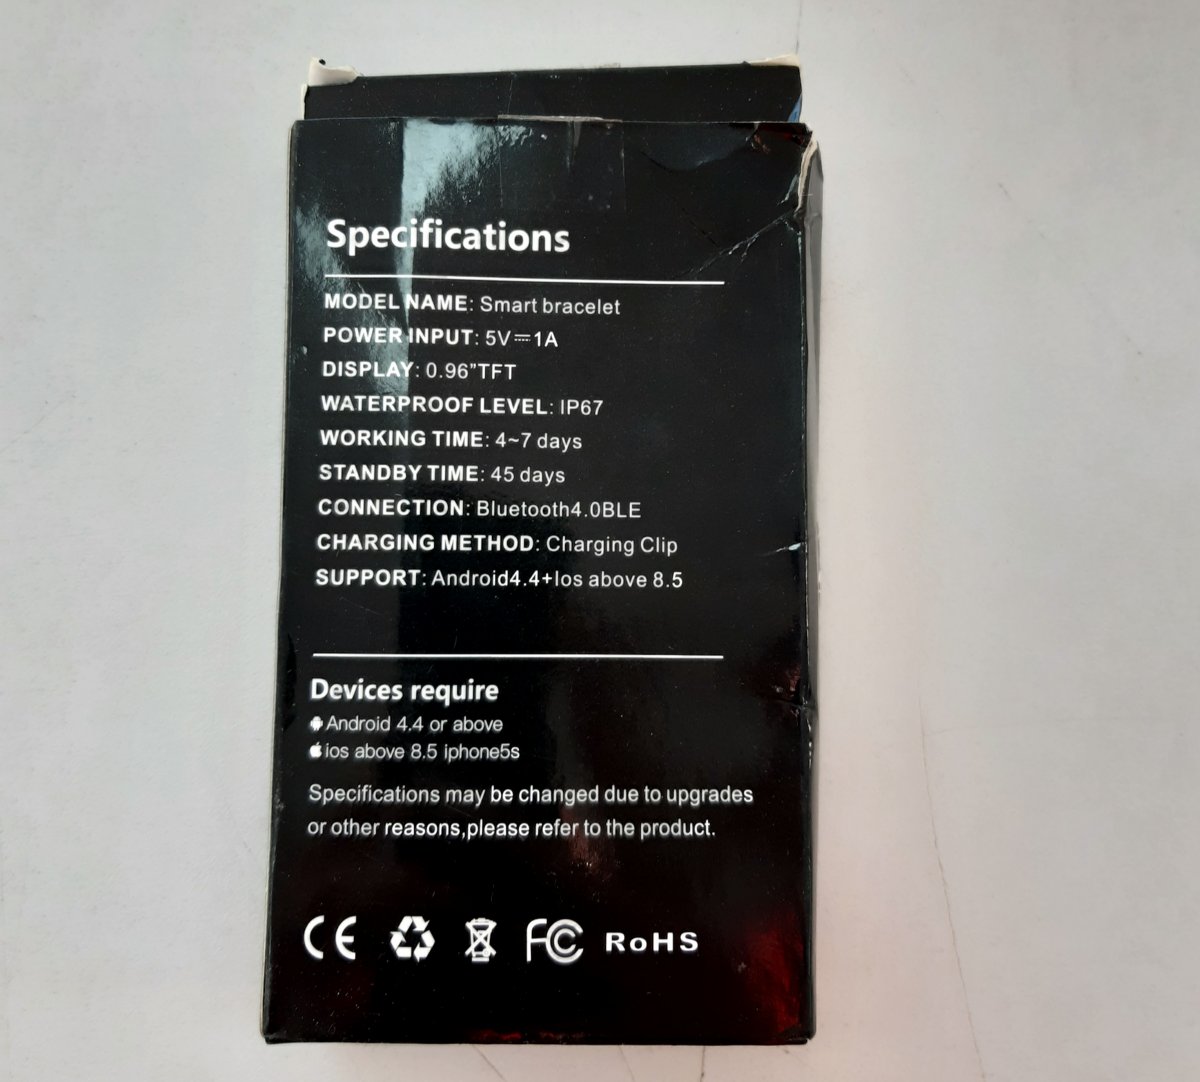 Specifications
MODEL NAME: Smart bracelet
POWER INPUT: 5V⎓1A
DISPLAY: 0.96”TFT
WATERPROOF LEVEL: IP67
WORKING TIME: 4~7 days
STANDBY TIME: 45 days
CONNECTION: Bluetooth4.0BLE
CHARGING METHOD: Charging Clip
SUPPORT: Android4.4+Ios above 8.5
Devices require
Android 4.4 or above
ios above 8.5 iphone5s
Specifications may be changed due to upgrades
or other reasons,please refer to the product.
CE FC RoHS